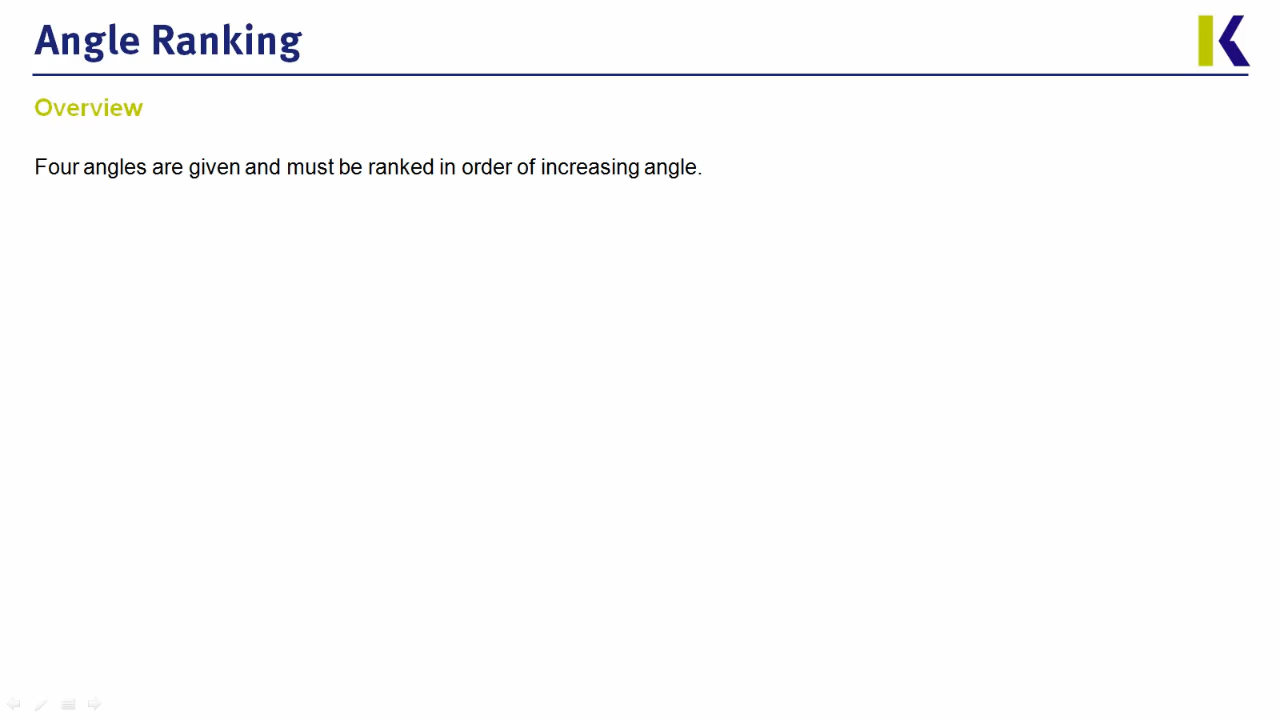 Angle Ranking
Overview
Four angles are given and must be ranked in order of increasing angle.